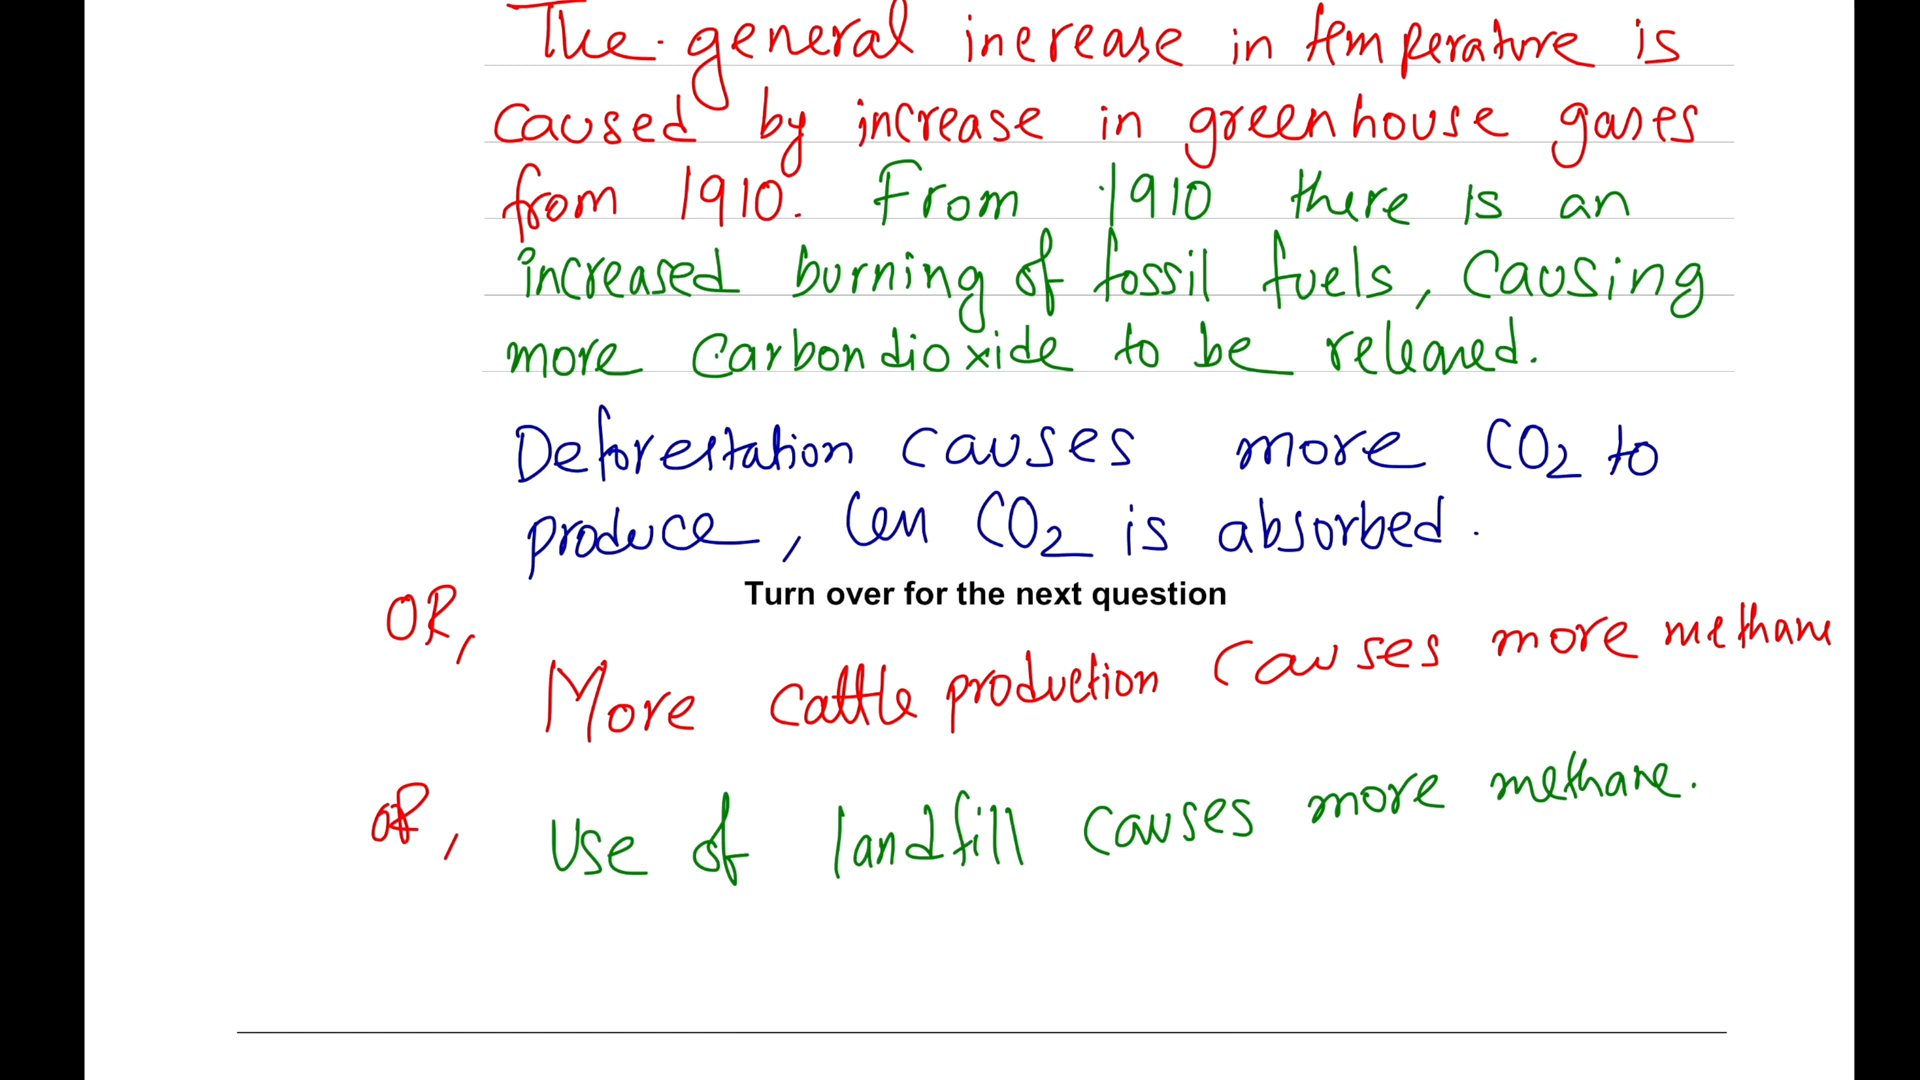 The general increase in temperature is
caused by increase in greenhouse gases
from 1910. From 1910 there is an
increased burning of fossil fuels, causing
more carbondioxide to be released.
Deforestation causes more CO2 to
produce, less CO2 is absorbed.
Turn over for the next question
OR,
More cattle production causes more methane
OR,
Use of landfill causes more methane.